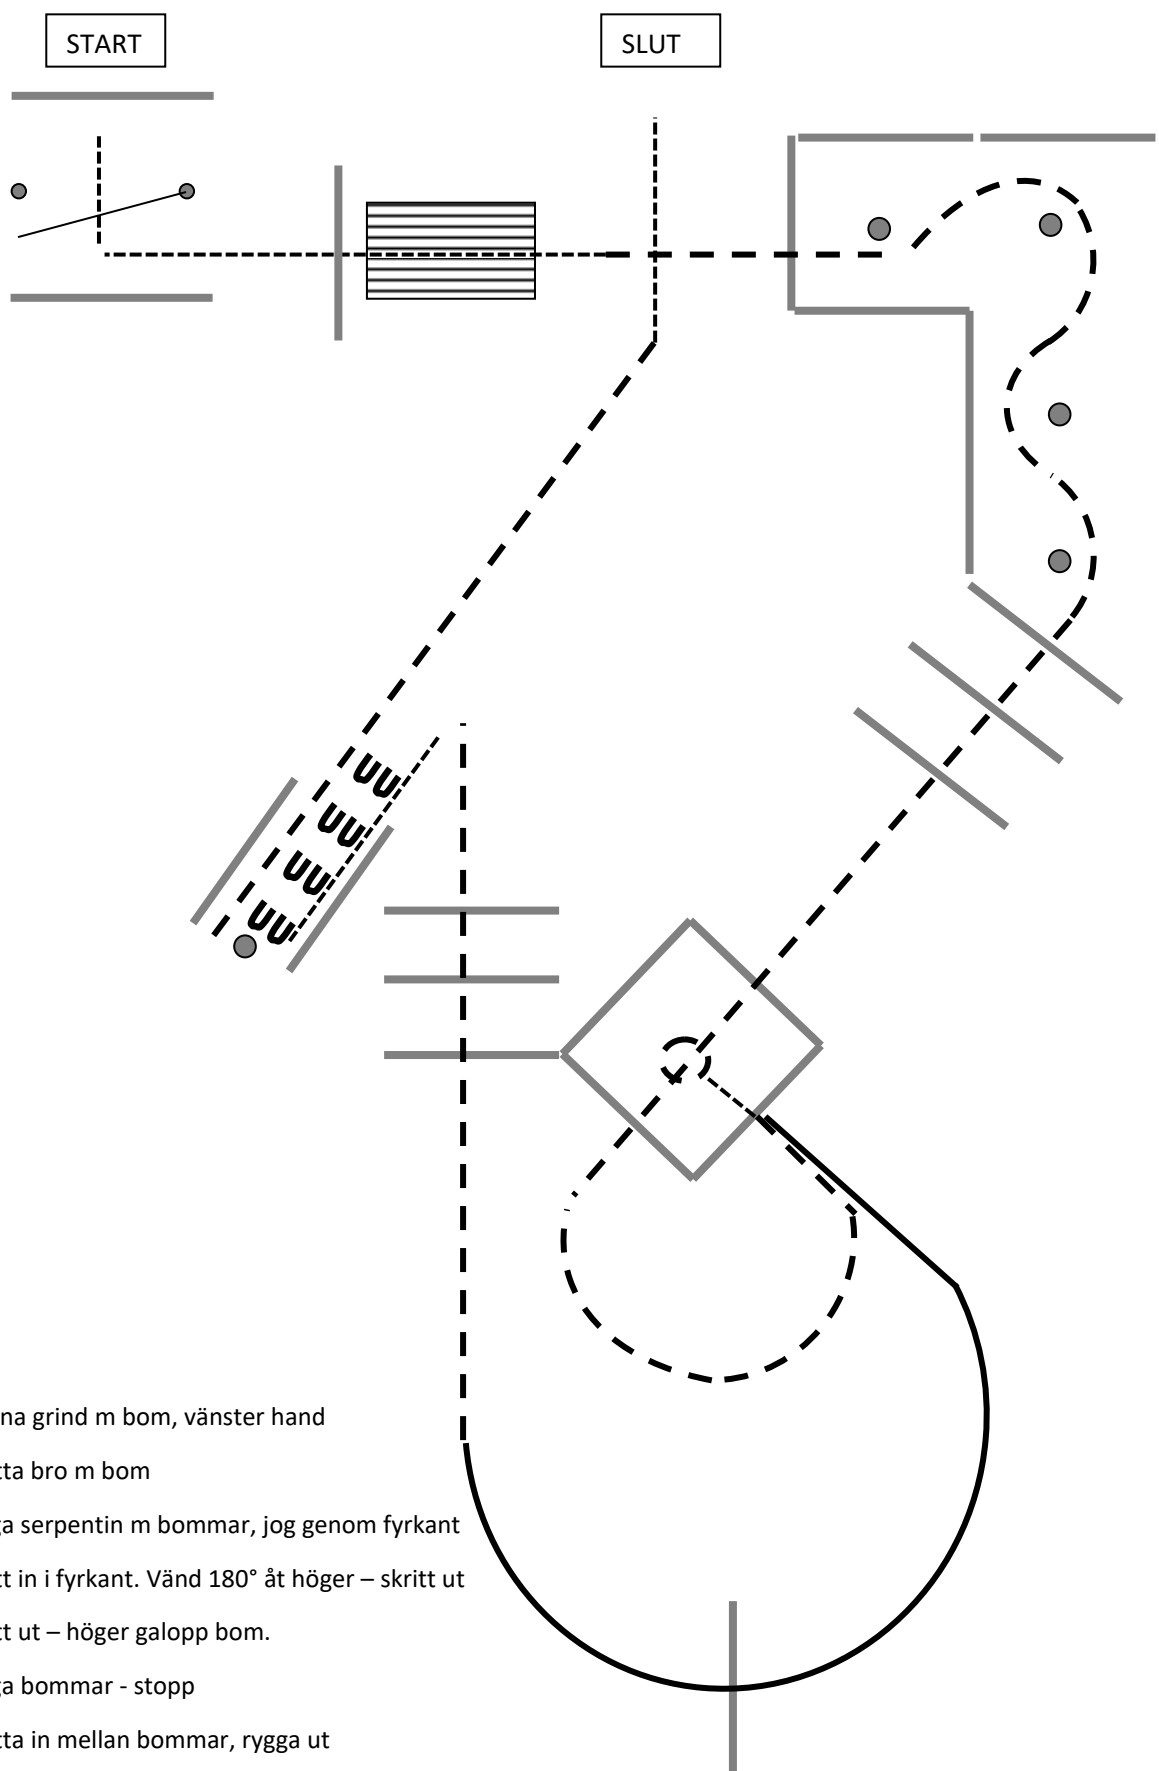 START
SLUT
na grind m bom, vänster hand
tta bro m bom
ga serpentin m bommar, jog genom fyrkant
tt in i fyrkant. Vänd 180° åt höger – skritt ut
tt ut – höger galopp bom.
ga bommar - stopp
tta in mellan bommar, rygga ut